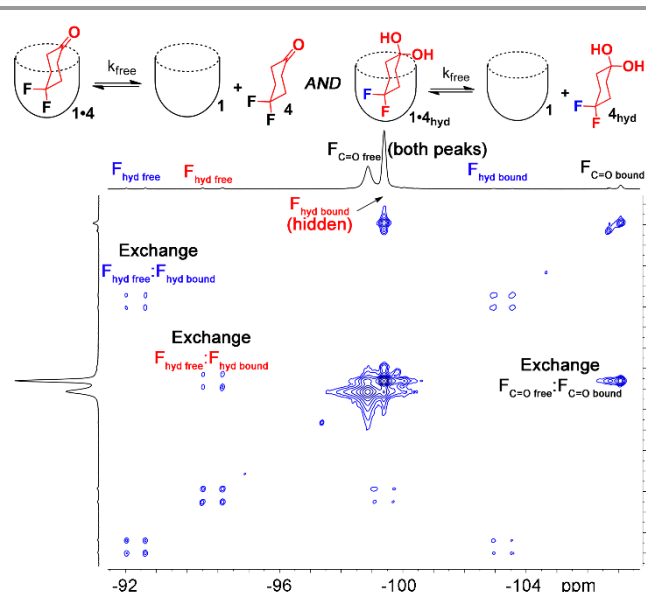 O HO OH
k_free O k_free HO OH
F F 1•4 1 + F F 4 AND F F 1•4_hyd 1 + F F 4_hyd
F_C=O free (both peaks)
F_hyd free F_hyd free F_hyd bound F_C=O bound
F_hyd bound
(hidden)
Exchange
F_hyd free:F_hyd bound
Exchange
F_hyd free:F_hyd bound
Exchange
F_C=O free:F_C=O bound
-92 -96 -100 -104 ppm